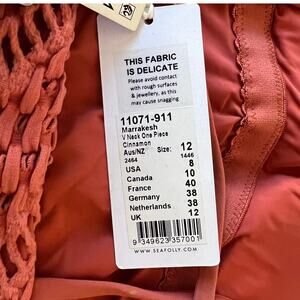 THIS FABRIC
IS DELICATE
Please avoid contact
with rough surfaces
& jewellery, as this
may cause snagging
11071-911
Marrakesh
V Neck One Piece
Cinnamon
Aus/NZ Size: 12
2464 1446
USA 8
Canada 10
France 40
Germany 38
Netherlands 38
UK 12
9 349623 357001
WWW.SEAFOLLY.COM